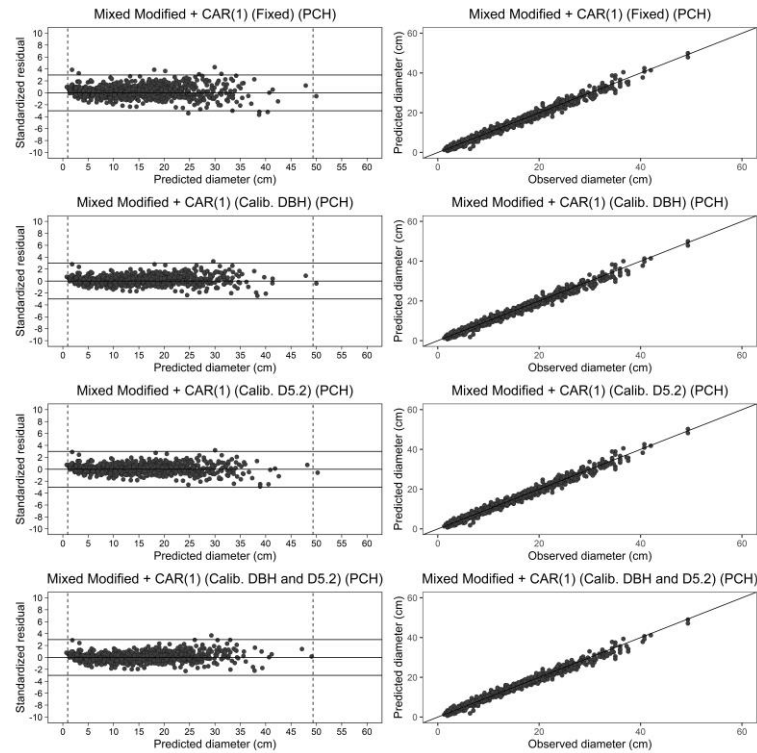 Mixed Modified + CAR(1) (Fixed) (PCH)
Standardized residual
10
8
6
4
2
0
-2
-4
-6
-8
-10
0 5 10 15 20 25 30 35 40 45 50 55 60
Predicted diameter (cm)
Mixed Modified + CAR(1) (Fixed) (PCH)
Predicted diameter (cm)
60
40
20
0
0 20 40 60
Observed diameter (cm)
Mixed Modified + CAR(1) (Calib. DBH) (PCH)
Standardized residual
10
8
6
4
2
0
-2
-4
-6
-8
-10
0 5 10 15 20 25 30 35 40 45 50 55 60
Predicted diameter (cm)
Mixed Modified + CAR(1) (Calib. DBH) (PCH)
Predicted diameter (cm)
60
40
20
0
0 20 40 60
Observed diameter (cm)
Mixed Modified + CAR(1) (Calib. D5.2) (PCH)
Standardized residual
10
8
6
4
2
0
-2
-4
-6
-8
-10
0 5 10 15 20 25 30 35 40 45 50 55 60
Predicted diameter (cm)
Mixed Modified + CAR(1) (Calib. D5.2) (PCH)
Predicted diameter (cm)
60
40
20
0
0 20 40 60
Observed diameter (cm)
Mixed Modified + CAR(1) (Calib. DBH and D5.2) (PCH)
Standardized residual
10
8
6
4
2
0
-2
-4
-6
-8
-10
0 5 10 15 20 25 30 35 40 45 50 55 60
Predicted diameter (cm)
Mixed Modified + CAR(1) (Calib. DBH and D5.2) (PCH)
Predicted diameter (cm)
60
40
20
0
0 20 40 60
Observed diameter (cm)